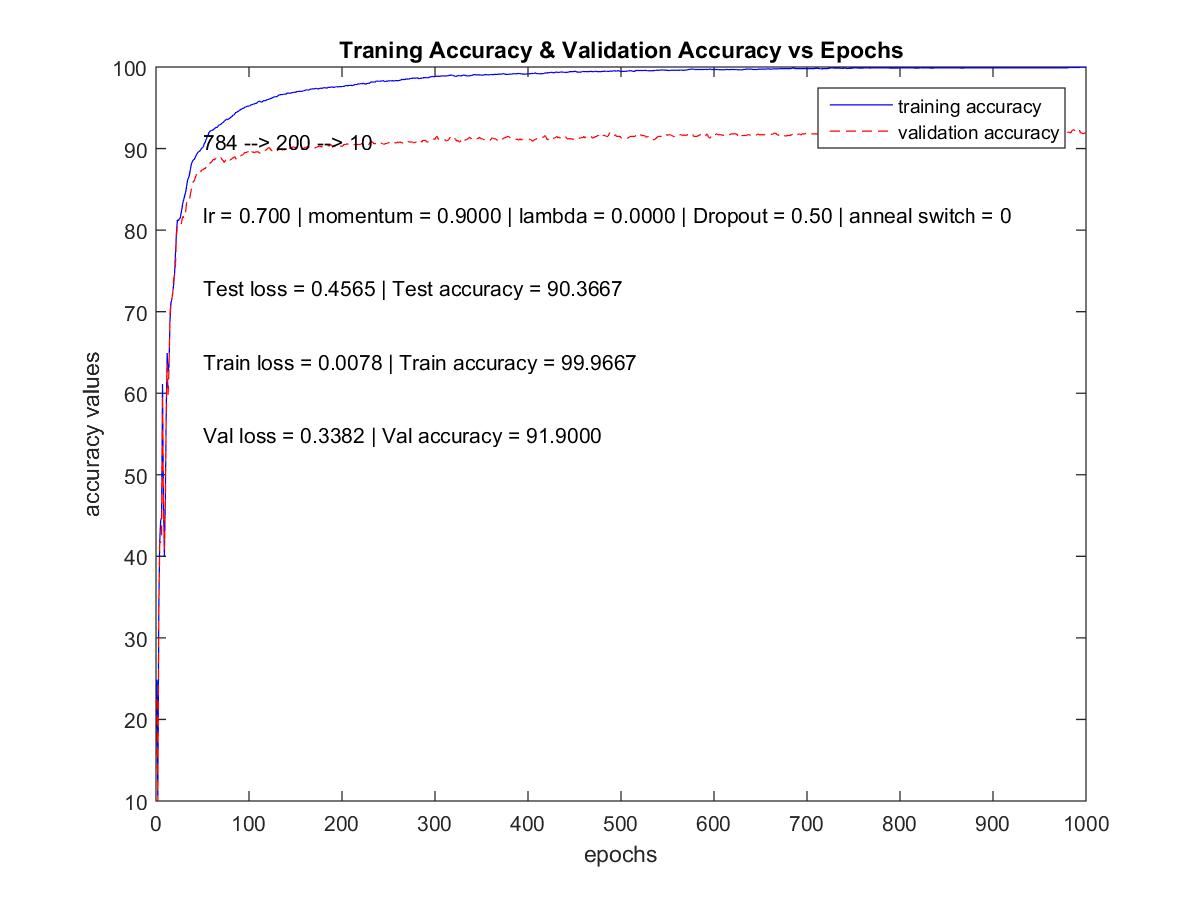 Traning Accuracy & Validation Accuracy vs Epochs
100
90
80
70
60
50
40
30
20
10
accuracy values
training accuracy
validation accuracy
784 --> 200 --> 10
lr = 0.700 | momentum = 0.9000 | lambda = 0.0000 | Dropout = 0.50 | anneal switch = 0
Test loss = 0.4565 | Test accuracy = 90.3667
Train loss = 0.0078 | Train accuracy = 99.9667
Val loss = 0.3382 | Val accuracy = 91.9000
0 100 200 300 400 500 600 700 800 900 1000
epochs